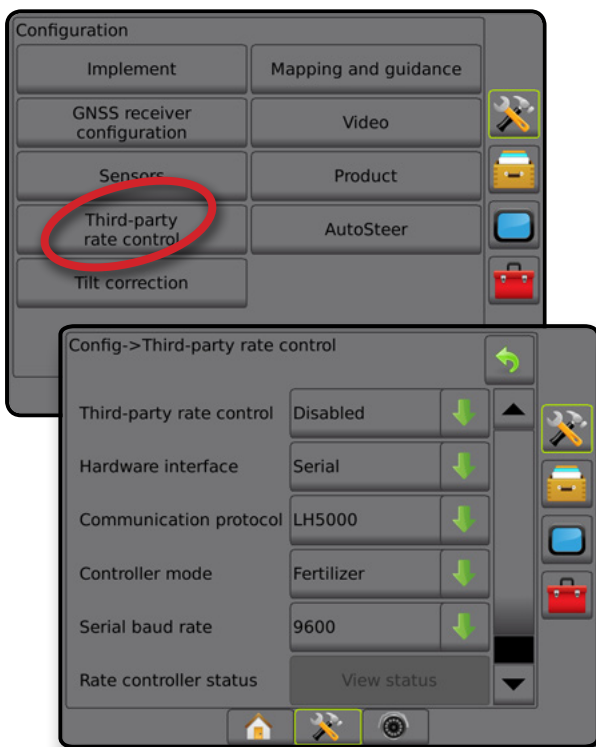 Configuration
Implement
Mapping and guidance
GNSS receiver
configuration
Video
Sensors
Product
Third-party
rate control
AutoSteer
Tilt correction
Config->Third-party rate control
Third-party rate control
Disabled
Hardware interface
Serial
Communication protocol
LH5000
Controller mode
Fertilizer
Serial baud rate
9600
Rate controller status
View status